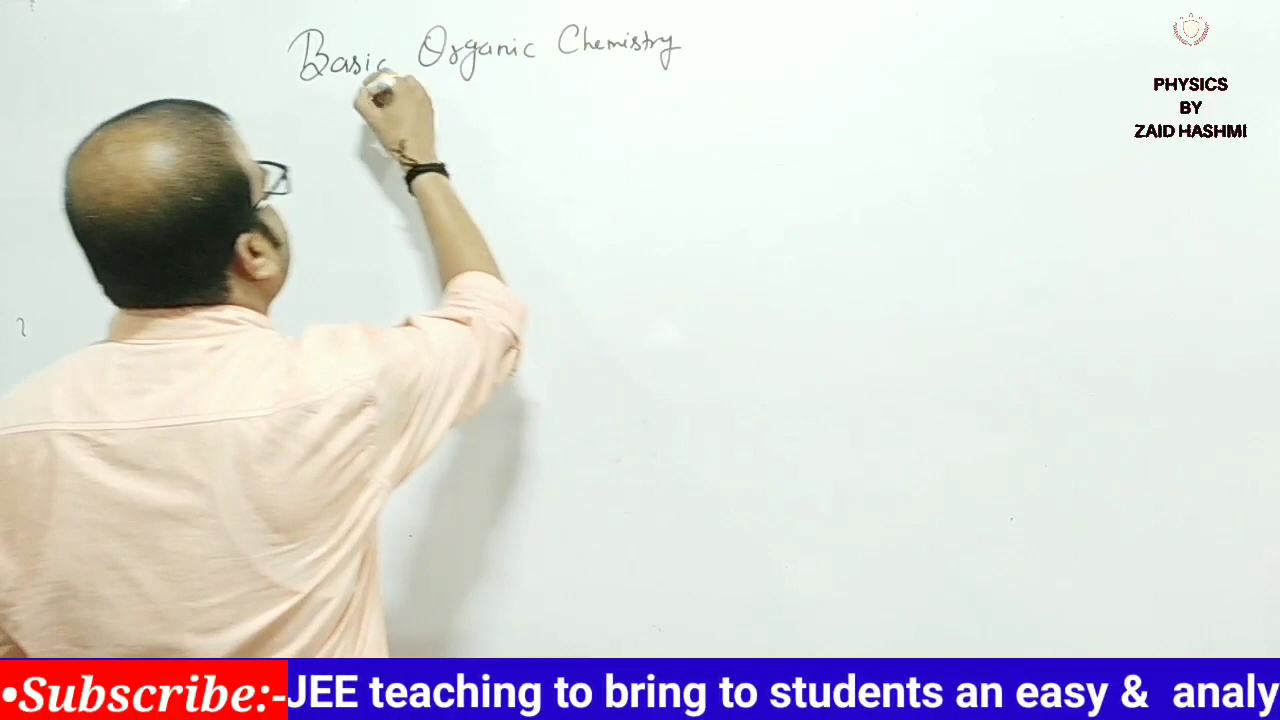 Basic Organic Chemistry
PHYSICS
BY
ZAID HASHMI
•Subscribe:-JEE teaching to bring to students an easy & analy